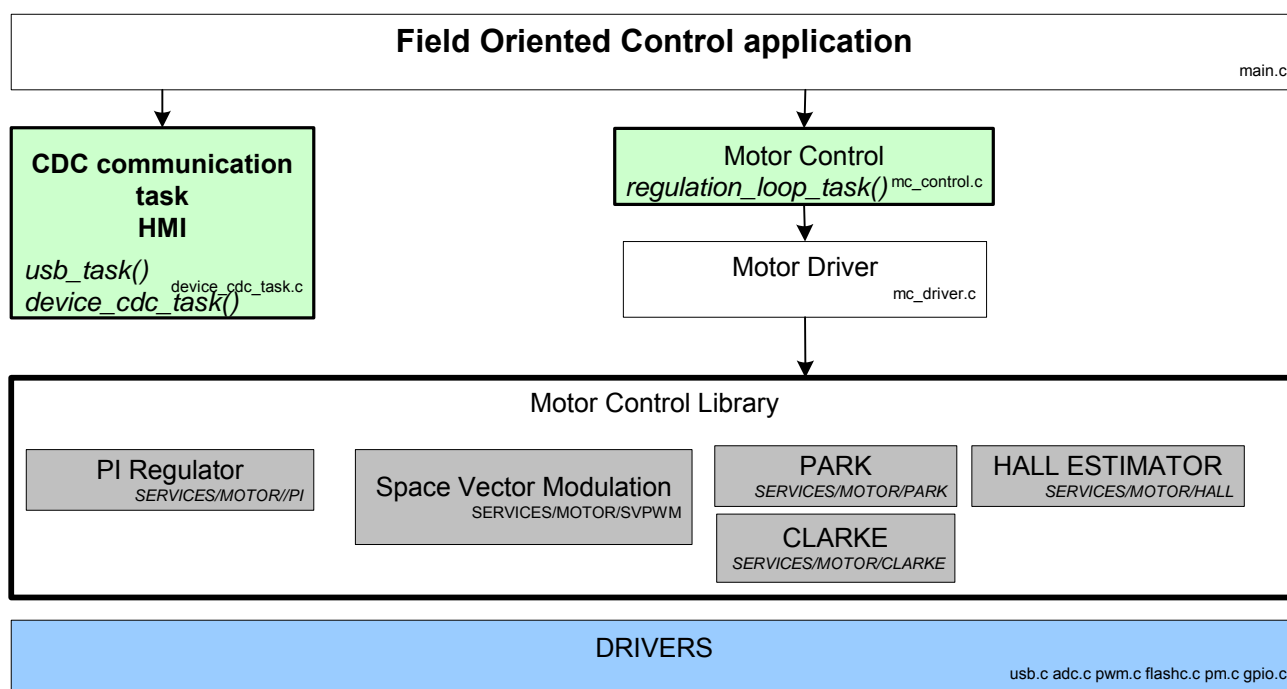 Field Oriented Control application
main.c
CDC communication
task
HMI
usb_task()
device_cdc_task.c
device_cdc_task()
Motor Control
regulation_loop_task() mc_control.c
Motor Driver
mc_driver.c
Motor Control Library
PI Regulator
SERVICES/MOTOR//PI
Space Vector Modulation
SERVICES/MOTOR/SVPWM
PARK
SERVICES/MOTOR/PARK
HALL ESTIMATOR
SERVICES/MOTOR/HALL
CLARKE
SERVICES/MOTOR/CLARKE
DRIVERS
usb.c adc.c pwm.c flashc.c pm.c gpio.c